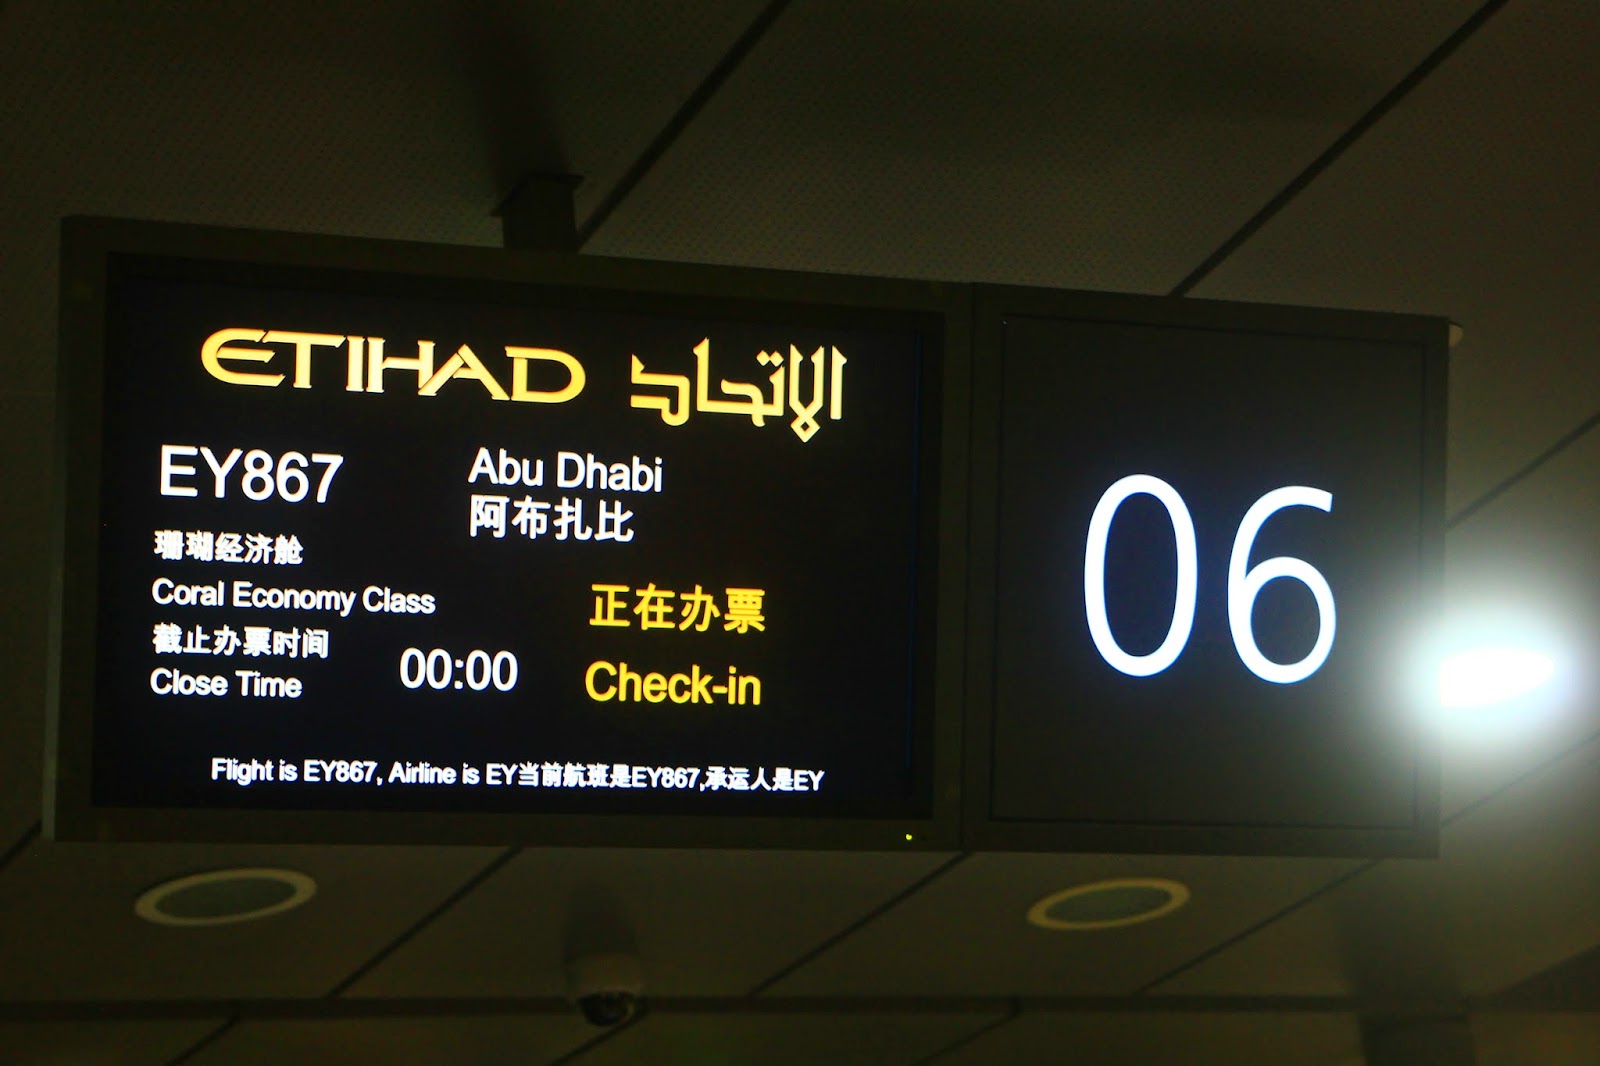 ETIHAD الاتحاد
EY867
Abu Dhabi
阿布扎比
珊瑚经济舱
Coral Economy Class
截止办票时间
Close Time
00:00
正在办票
Check-in
Flight is EY867, Airline is EY当前航班是EY867,承运人是EY
06